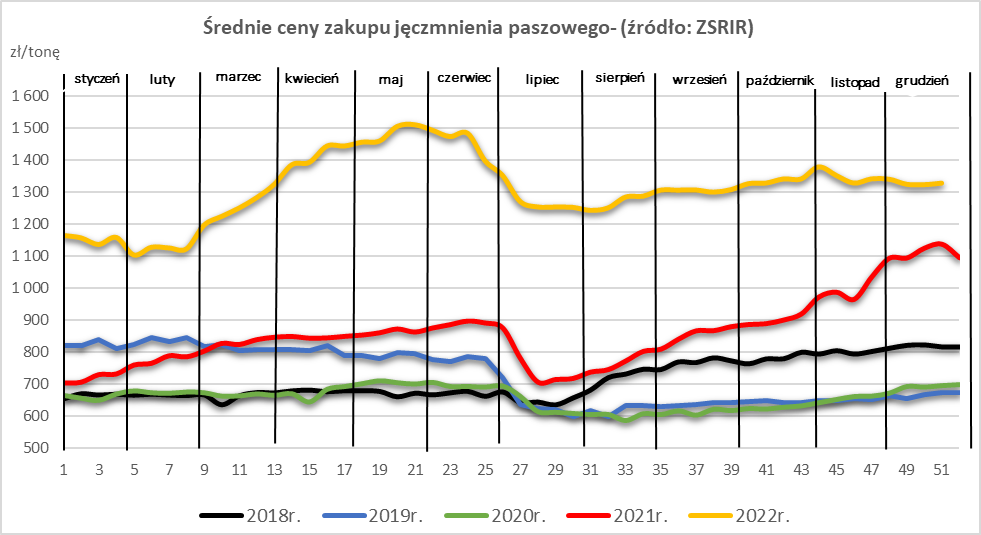 Średnie ceny zakupu jęczmnienia paszowego- (źródło: ZSRIR)
zł/tonę
styczeń luty marzec kwiecień maj czerwiec lipiec sierpień wrzesień październik listopad grudzień
1 600
1 500
1 400
1 300
1 200
1 100
1 000
900
800
700
600
500
1 3 5 7 9 11 13 15 17 19 21 23 25 27 29 31 33 35 37 39 41 43 45 47 49 51
2018r. 2019r. 2020r. 2021r. 2022r.